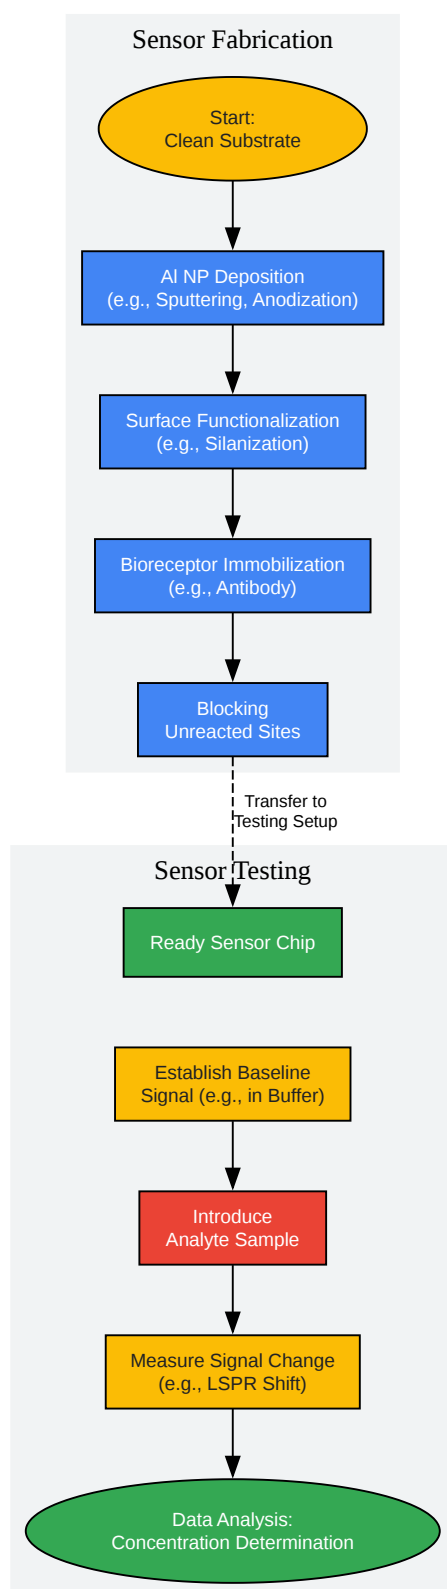 Sensor Fabrication
Start:
Clean Substrate
Al NP Deposition
(e.g., Sputtering, Anodization)
Surface Functionalization
(e.g., Silanization)
Bioreceptor Immobilization
(e.g., Antibody)
Blocking
Unreacted Sites
Transfer to
Testing Setup
Sensor Testing
Ready Sensor Chip
Establish Baseline
Signal (e.g., in Buffer)
Introduce
Analyte Sample
Measure Signal Change
(e.g., LSPR Shift)
Data Analysis:
Concentration Determination